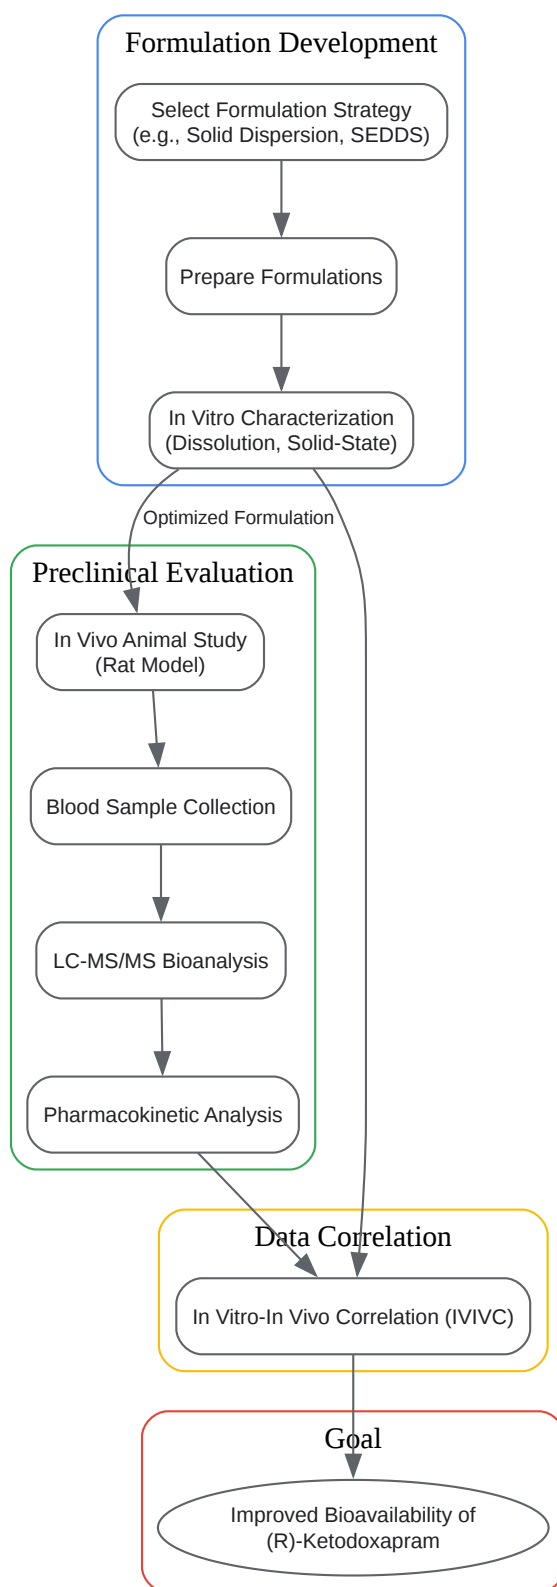 Formulation Development
Select Formulation Strategy
(e.g., Solid Dispersion, SEDDS)
Prepare Formulations
In Vitro Characterization
(Dissolution, Solid-State)
Optimized Formulation
Preclinical Evaluation
In Vivo Animal Study
(Rat Model)
Blood Sample Collection
LC-MS/MS Bioanalysis
Pharmacokinetic Analysis
Data Correlation
In Vitro-In Vivo Correlation (IVIVC)
Goal
Improved Bioavailability of
(R)-Ketodoxapram